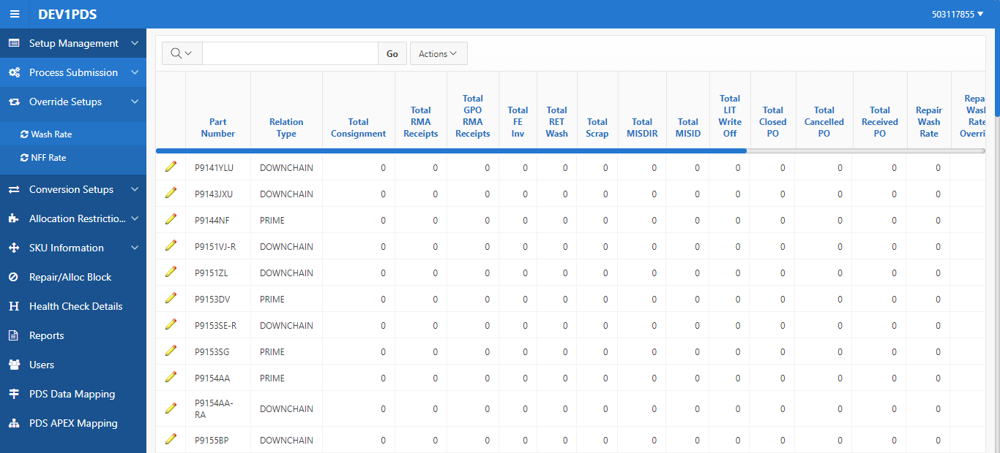 DEV1PDS
503117855
Setup Management
Process Submission
Override Setups
Wash Rate
NFF Rate
Conversion Setups
Allocation Restrictio...
SKU Information
Repair/Alloc Block
Health Check Details
Reports
Users
PDS Data Mapping
PDS APEX Mapping
Go
Actions
Part
Number
Relation
Type
Total
Consignment
Total
RMA
Receipts
Total
GPO
RMA
Receipts
Total
FE
Inv
Total
RET
Wash
Total
Scrap
Total
MISDIR
Total
MISID
Total
LIT
Write
Off
Total
Closed
PO
Total
Cancelled
PO
Total
Received
PO
Repair
Wash
Rate
Repa
Wash
Rate
Overri
P9141YLU DOWNCHAIN 0 0 0 0 0 0 0 0 0 0 0 0 0
P9143JXU DOWNCHAIN 0 0 0 0 0 0 0 0 0 0 0 0 0
P9144NF PRIME 0 0 0 0 0 0 0 0 0 0 0 0 0
P9151VJ-R DOWNCHAIN 0 0 0 0 0 0 0 0 0 0 0 0 0
P9151ZL DOWNCHAIN 0 0 0 0 0 0 0 0 0 0 0 0 0
P9153DV PRIME 0 0 0 0 0 0 0 0 0 0 0 0 0
P9153SE-R DOWNCHAIN 0 0 0 0 0 0 0 0 0 0 0 0 0
P9153SG PRIME 0 0 0 0 0 0 0 0 0 0 0 0 0
P9154AA PRIME 0 0 0 0 0 0 0 0 0 0 0 0 0
P9154AA-
RA DOWNCHAIN 0 0 0 0 0 0 0 0 0 0 0 0 0
P9155BP DOWNCHAIN 0 0 0 0 0 0 0 0 0 0 0 0 0